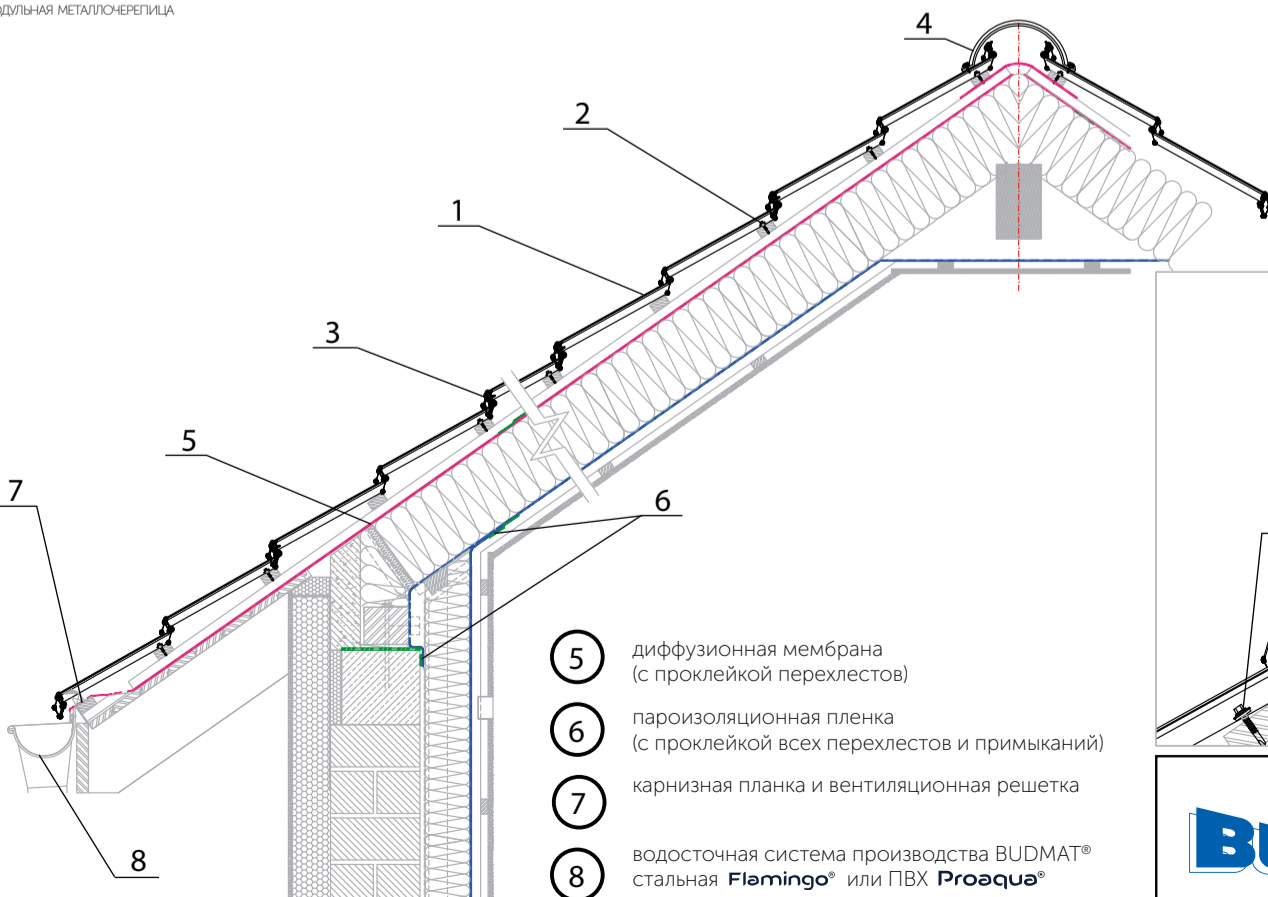 МОДУЛЬНАЯ МЕТАЛЛОЧЕРЕПИЦА
4
2
1
3
5
7
6
8
5 диффузионная мембрана
(с проклейкой перехлестов)
6 пароизоляционная пленка
(с проклейкой всех перехлестов и примыканий)
7 карнизная планка и вентиляционная решетка
8 водосточная система производства BUDMAT®
стальная Flamingo® или ПВХ Proaqua®